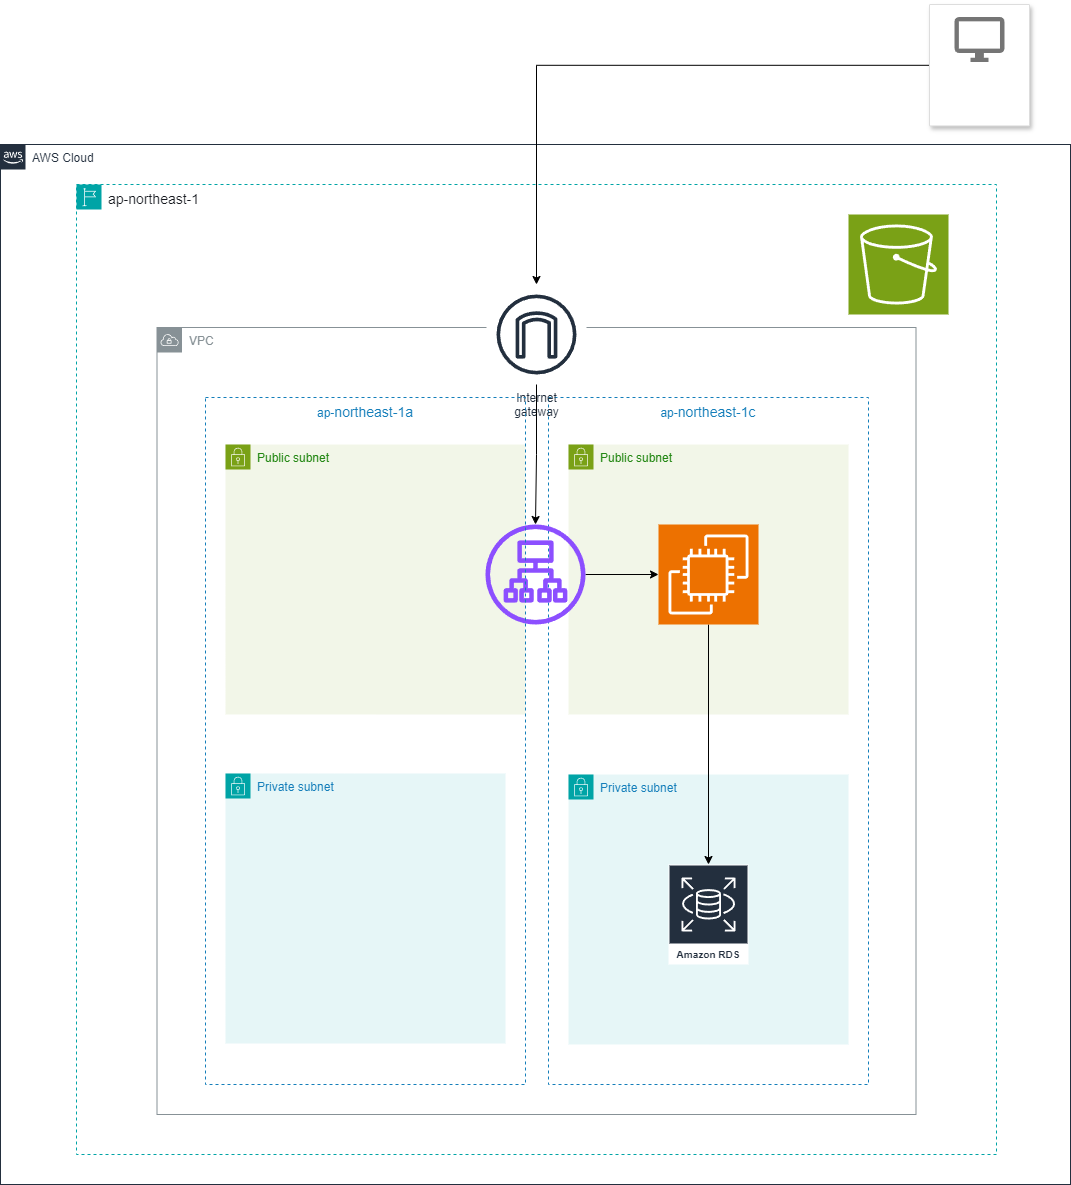 aws
AWS Cloud
ap-northeast-1
VPC
Internet
gateway
ap-northeast-1a
ap-northeast-1c
Public subnet
Public subnet
Private subnet
Private subnet
Amazon RDS